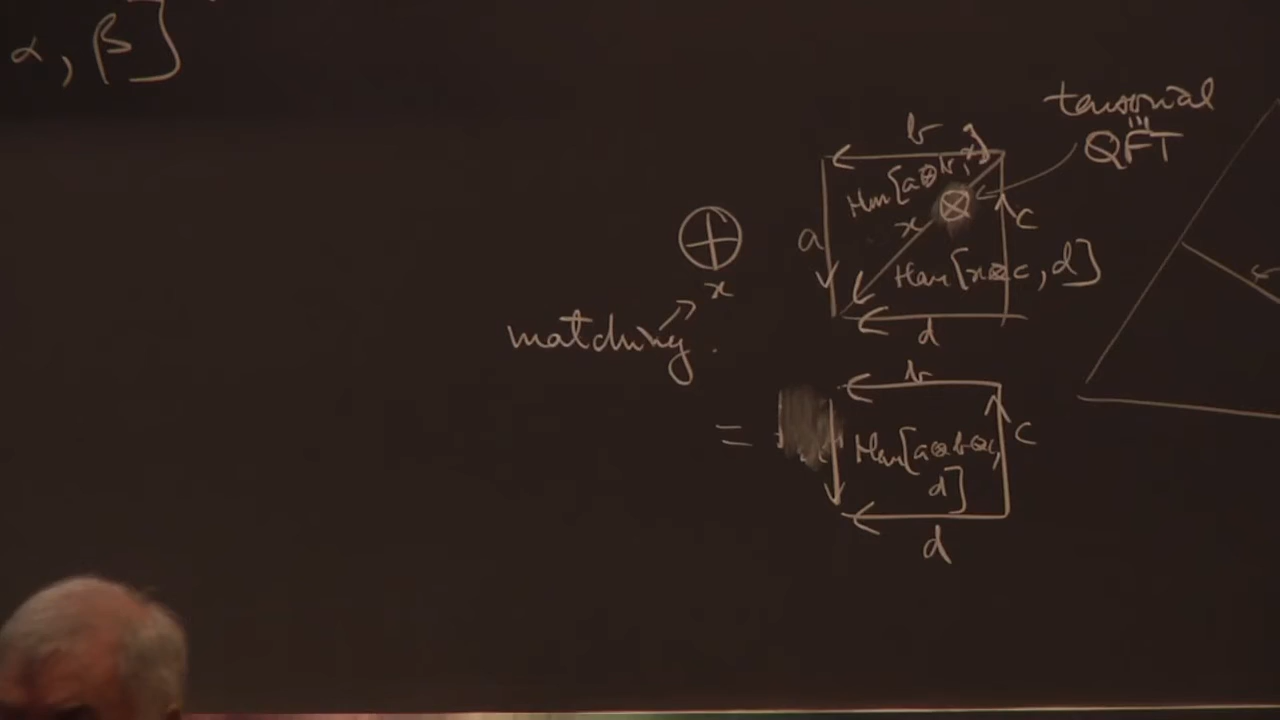 α, β]
tensorial
QFT
b
Hom[a⊗b, x]
⊗
a
x
c
⊕
x
Hom[x⊗c, d]
matching.
d
b
=
Hom[a⊗b⊗c,
d]
c
d